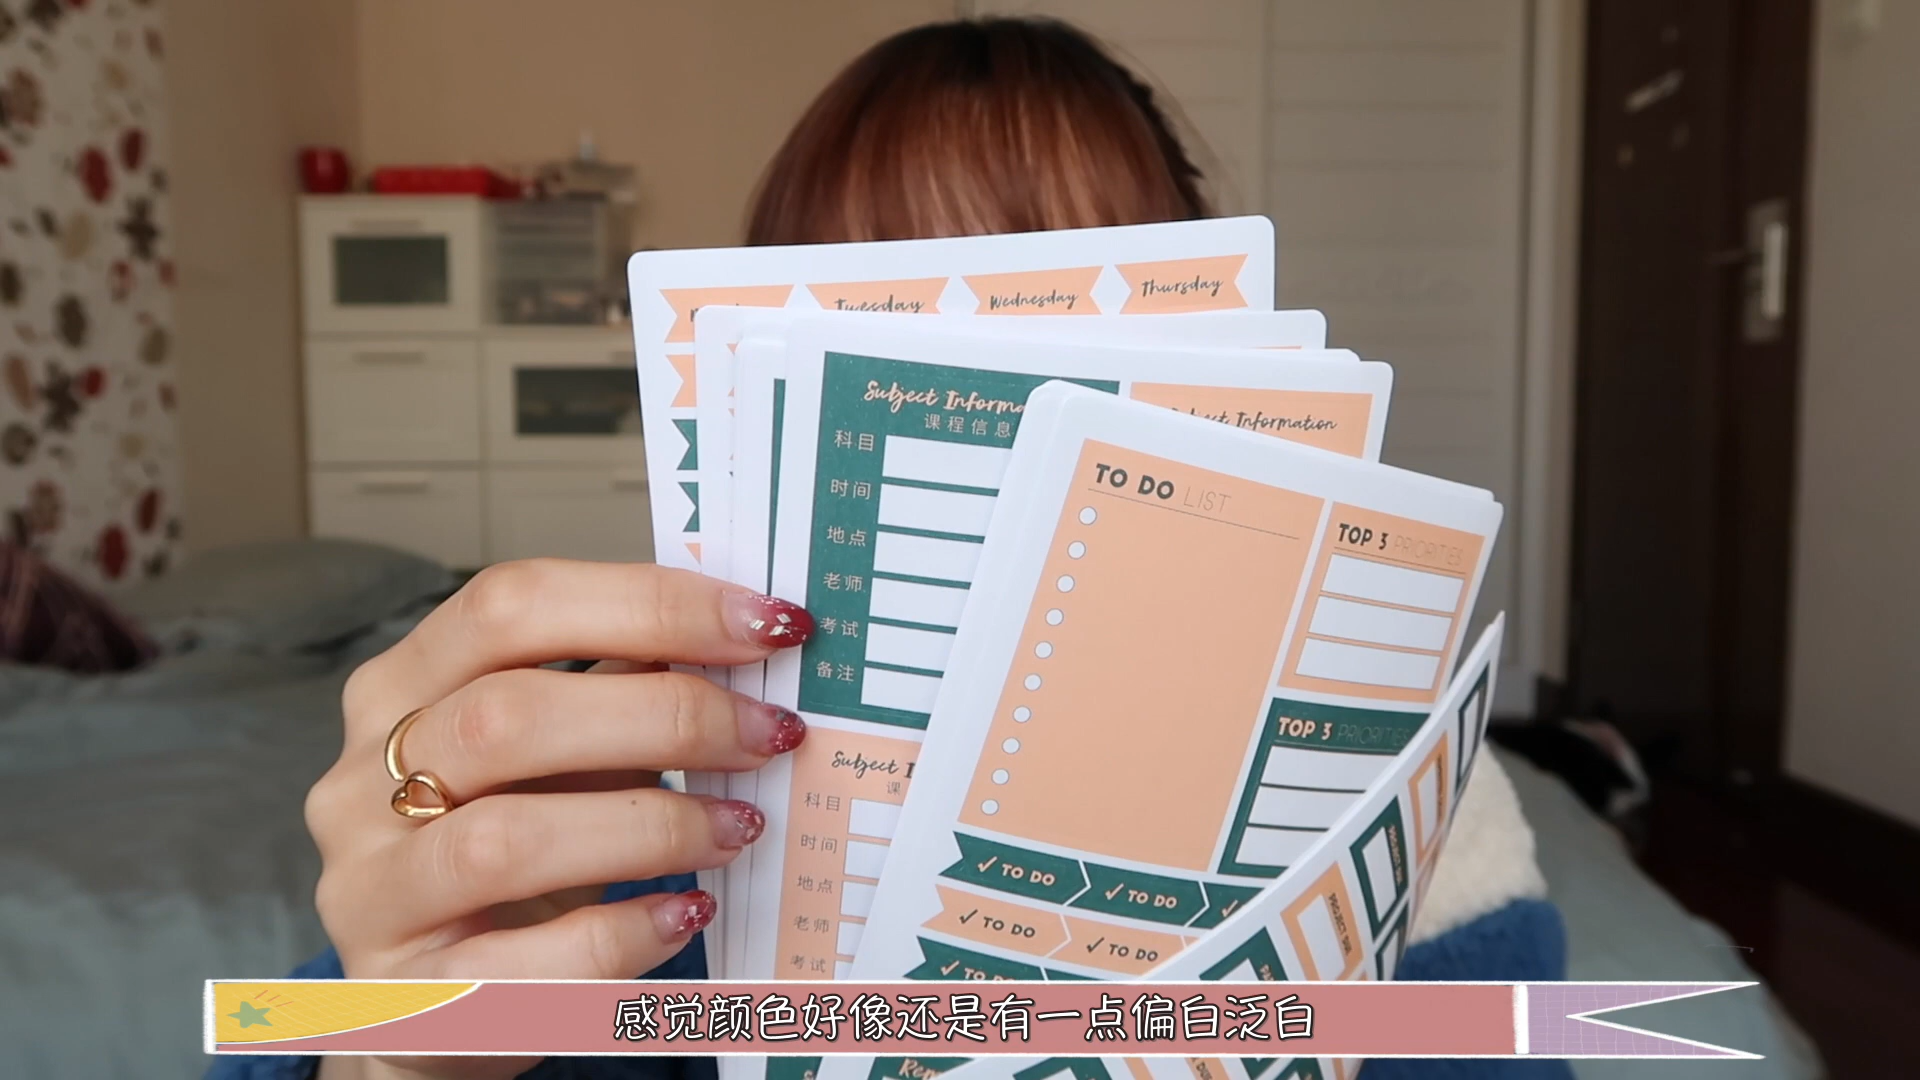 Tuesday
Wednesday
Thursday
课程信息
科目
时间
地点
老师
考试
备注
Information
TO DO LIST
TOP 3 PRIORITIES
TOP 3 PRIORITIES
✓ TO DO
✓ TO DO
✓ TO DO
✓ TO DO
Subject
课
科目
时间
地点
老师
考试
PROJECT DUE
感觉颜色好像还是有一点偏白泛白